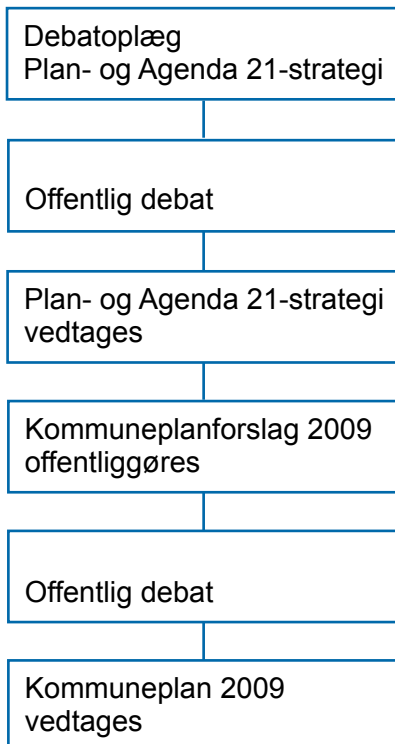 Debatoplæg
Plan- og Agenda 21-strategi
Offentlig debat
Plan- og Agenda 21-strategi
vedtages
Kommuneplanforslag 2009
offentliggøres
Offentlig debat
Kommuneplan 2009
vedtages